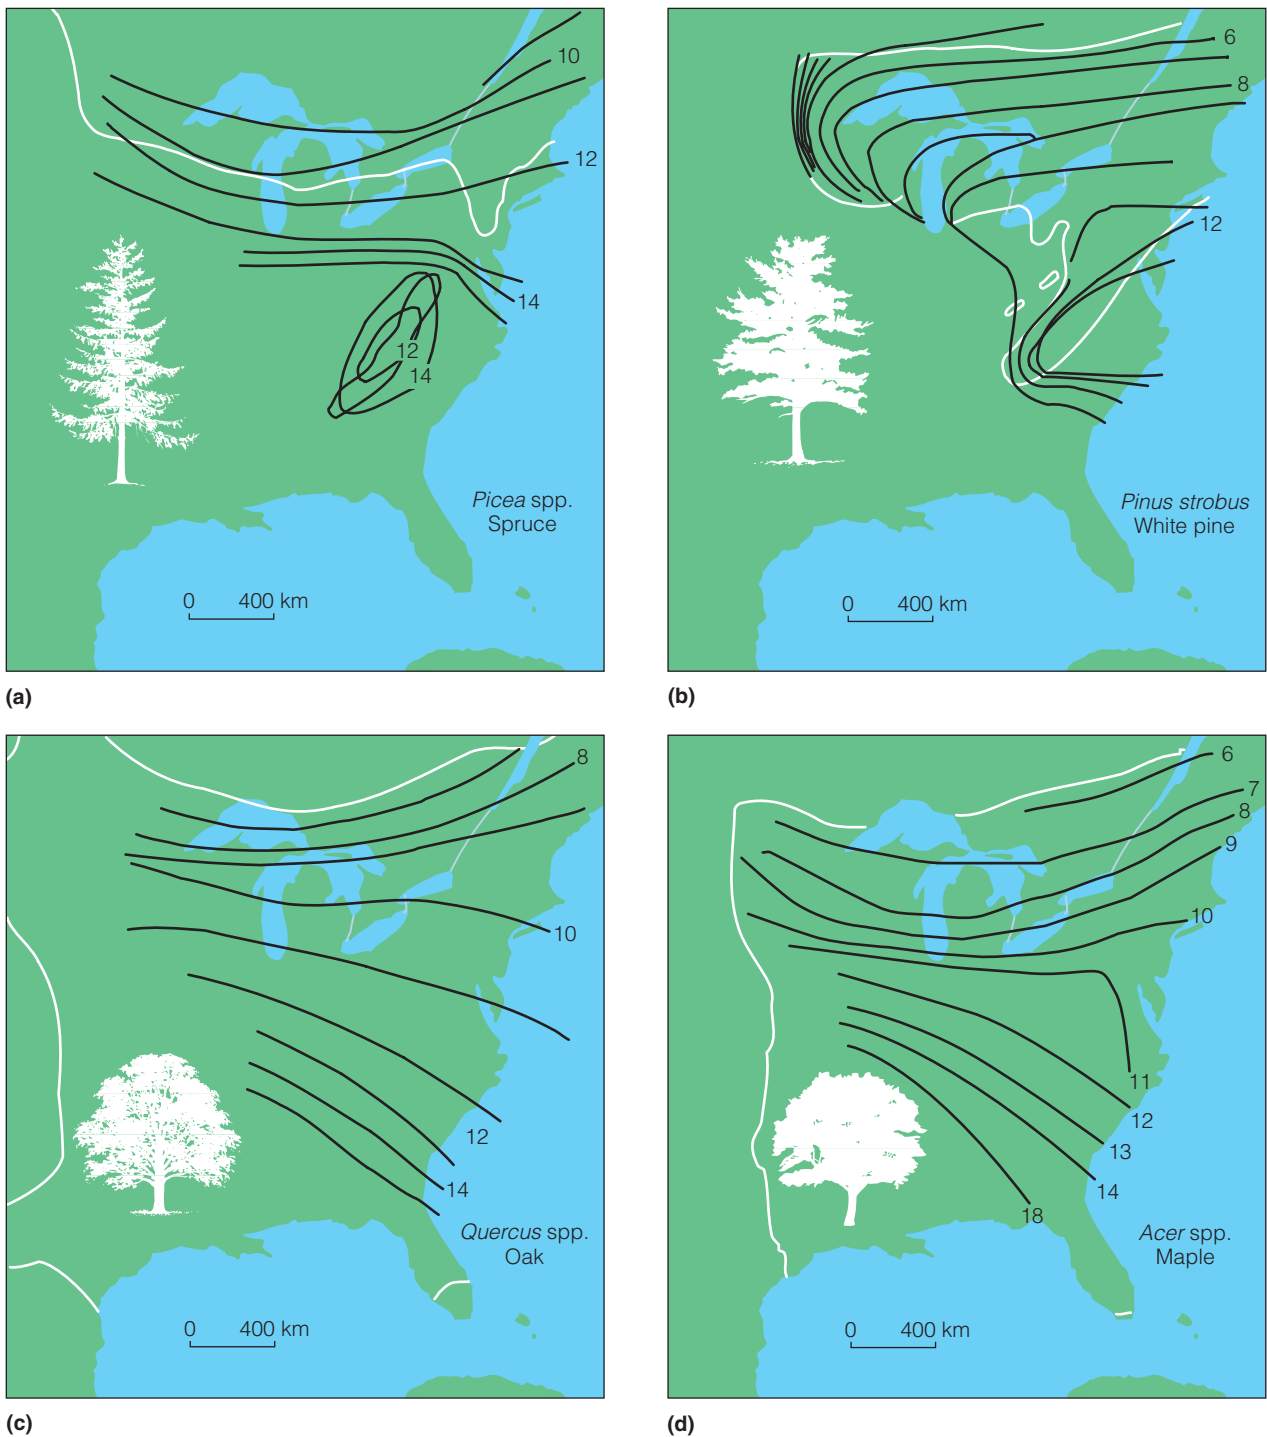 10
12
14
12
14
Picea spp.
Spruce
0 400 km
(a)
6
8
12
Pinus strobus
White pine
0 400 km
(b)
8
10
12
14
Quercus spp.
Oak
0 400 km
(c)
6
7
8
9
10
11
12
13
14
18
Acer spp.
Maple
0 400 km
(d)